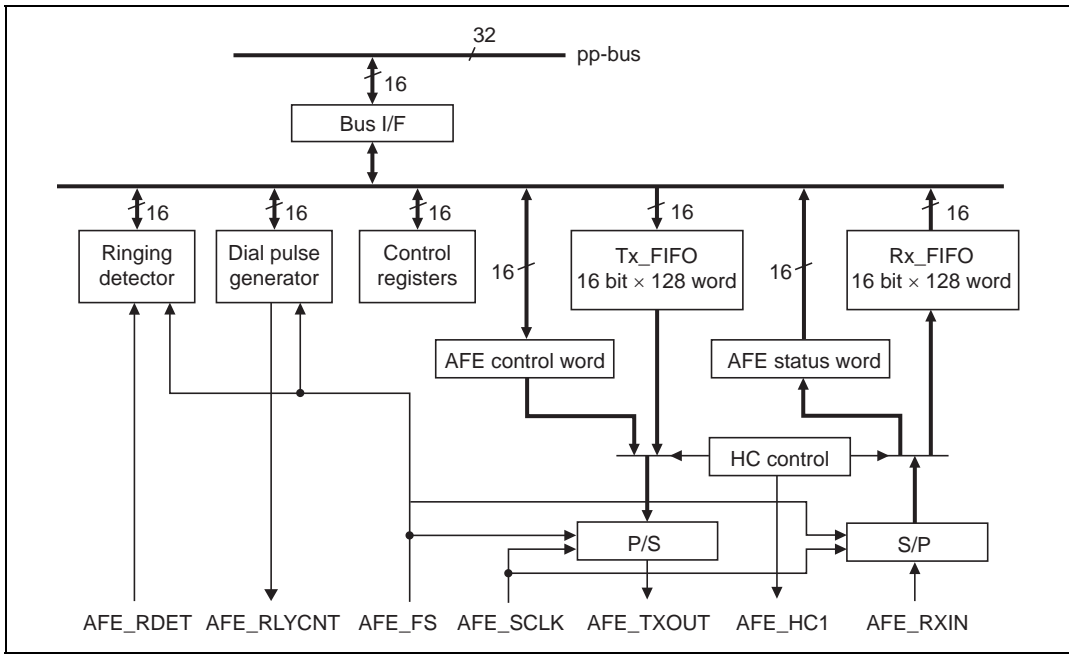 32
pp-bus
16
Bus I/F
16
16
16
16
16
Ringing
detector
Dial pulse
generator
Control
registers
16
Tx_FIFO
16 bit × 128 word
16
Rx_FIFO
16 bit × 128 word
AFE control word
AFE status word
HC control
P/S
S/P
AFE_RDET
AFE_RLYCNT
AFE_FS
AFE_SCLK
AFE_TXOUT
AFE_HC1
AFE_RXIN